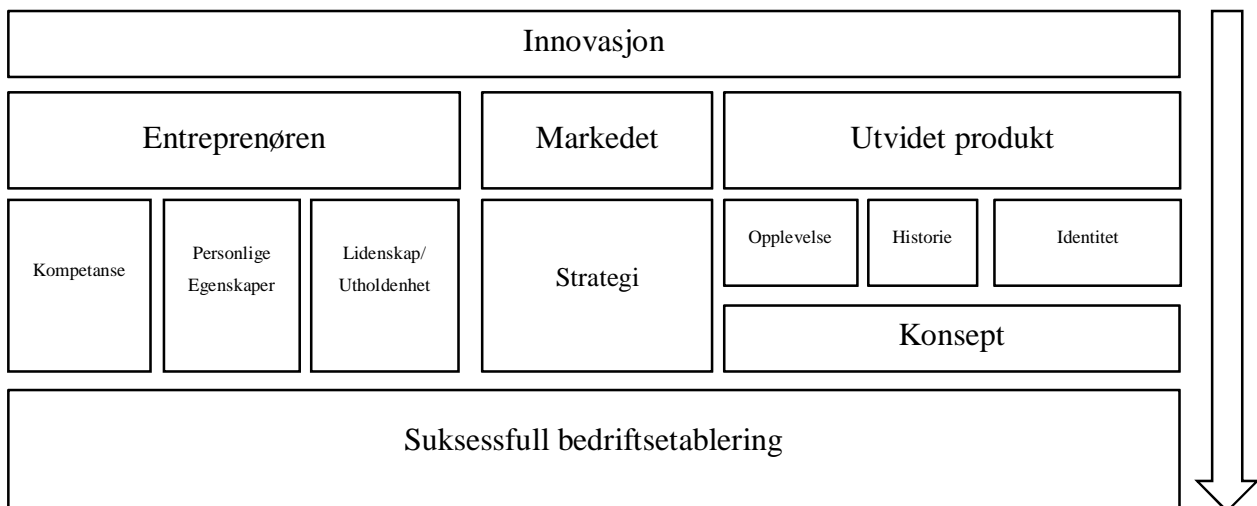 Innovasjon
Entreprenøren
Markedet
Utvidet produkt
Kompetanse
Personlige
Egenskaper
Lidenskap/
Utholdenhet
Strategi
Opplevelse
Historie
Identitet
Konsept
Suksessfull bedriftsetablering